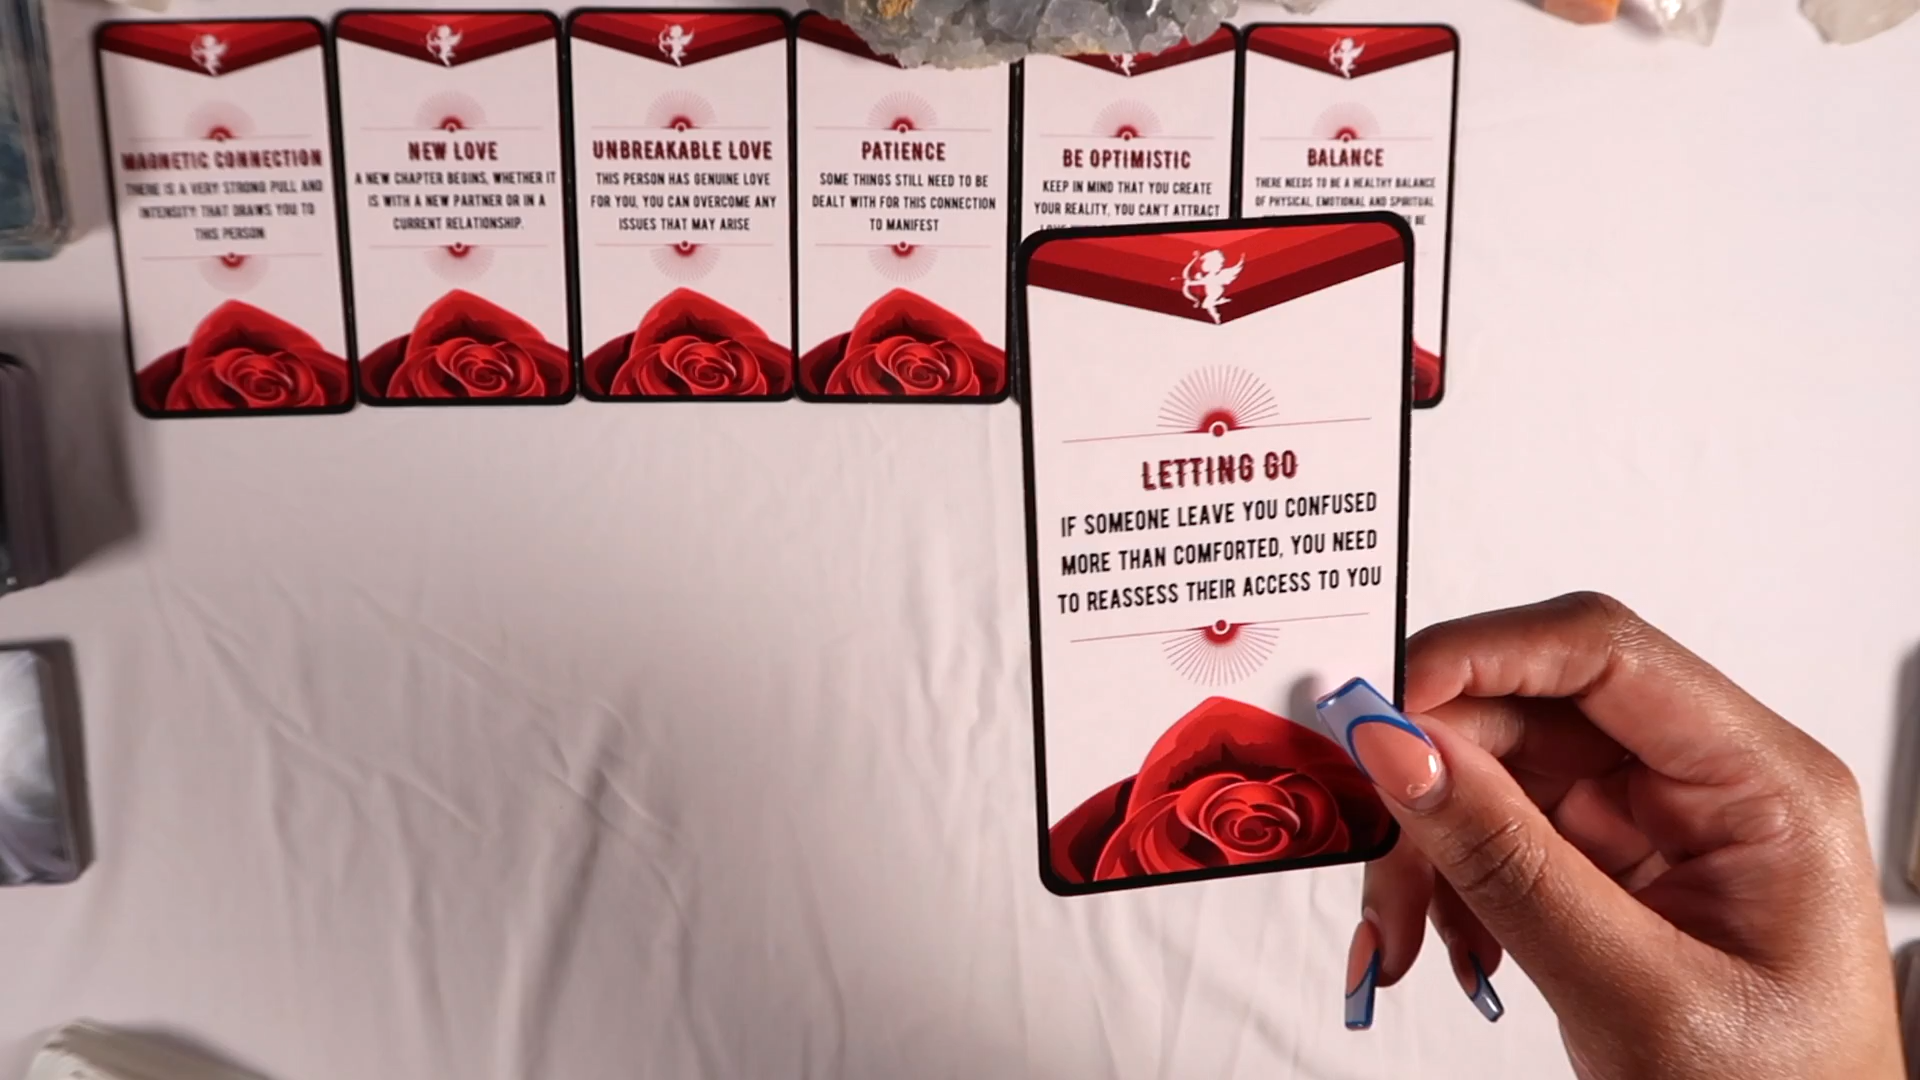 MAGNETIC CONNECTION
THERE IS A VERY STRONG PULL AND
INTENSITY THAT DRAWS YOU TO
THIS PERSON
NEW LOVE
A NEW CHAPTER BEGINS, WHETHER IT
IS WITH A NEW PARTNER OR IN A
CURRENT RELATIONSHIP.
UNBREAKABLE LOVE
THIS PERSON HAS GENUINE LOVE
FOR YOU, YOU CAN OVERCOME ANY
ISSUES THAT MAY ARISE
PATIENCE
SOME THINGS STILL NEED TO BE
DEALT WITH FOR THIS CONNECTION
TO MANIFEST
BE OPTIMISTIC
KEEP IN MIND THAT YOU CREATE
YOUR REALITY, YOU CAN'T ATTRACT
BALANCE
THERE NEEDS TO BE A HEALTHY BALANCE
OF PHYSICAL, EMOTIONAL AND SPIRITUAL
BE
LETTING GO
IF SOMEONE LEAVE YOU CONFUSED
MORE THAN COMFORTED, YOU NEED
TO REASSESS THEIR ACCESS TO YOU